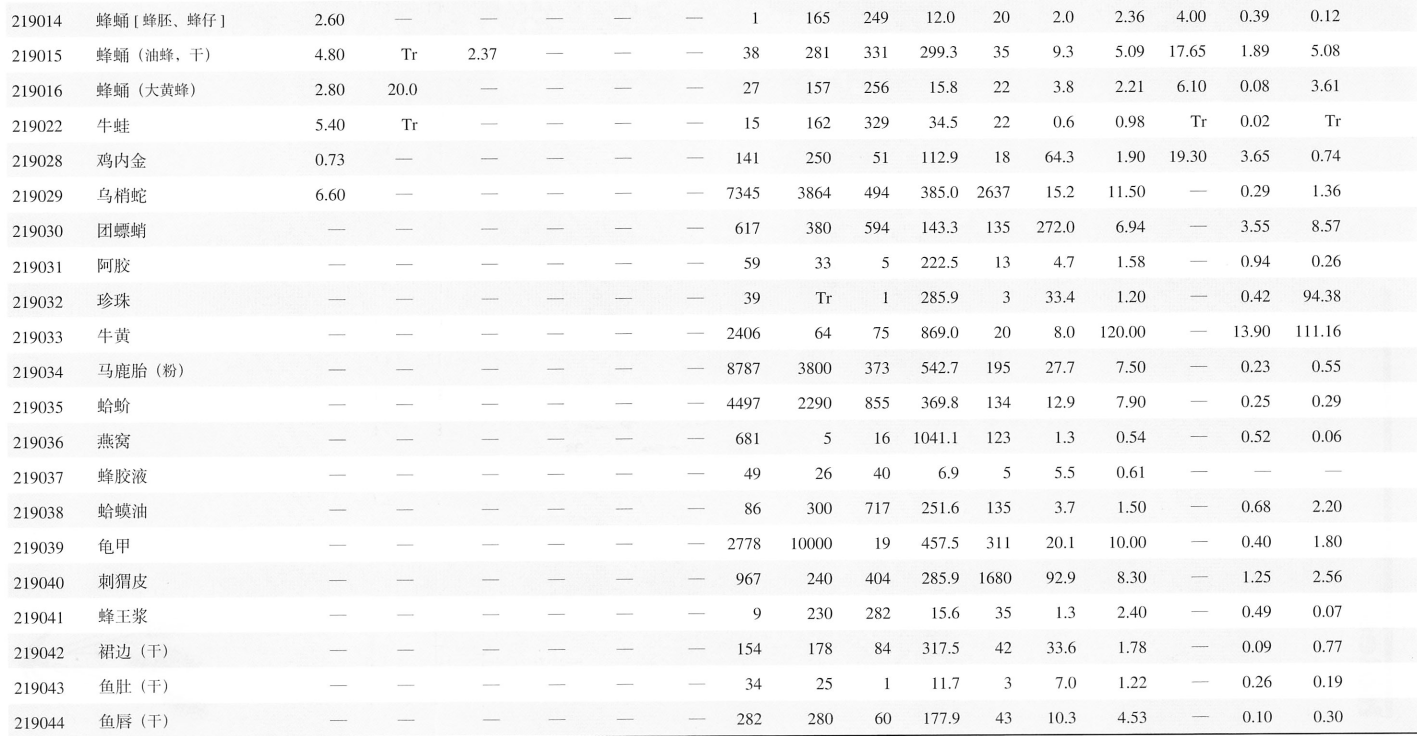 219014 蜂蛹 [ 蜂胚、蜂仔 ] 2.60 — — — — — 1 165 249 12.0 20 2.0 2.36 4.00 0.39 0.12
219015 蜂蛹（油蜂，干） 4.80 Tr 2.37 — — — 38 281 331 299.3 35 9.3 5.09 17.65 1.89 5.08
219016 蜂蛹（大黄蜂） 2.80 20.0 — — — — 27 157 256 15.8 22 3.8 2.21 6.10 0.08 3.61
219022 牛蛙 5.40 Tr — — — — 15 162 329 34.5 22 0.6 0.98 Tr 0.02 Tr
219028 鸡内金 0.73 — — — — — 141 250 51 112.9 18 64.3 1.90 19.30 3.65 0.74
219029 乌梢蛇 6.60 — — — — — 7345 3864 494 385.0 2637 15.2 11.50 — 0.29 1.36
219030 团螵蛸 — — — — — — 617 380 594 143.3 135 272.0 6.94 — 3.55 8.57
219031 阿胶 — — — — — — 59 33 5 222.5 13 4.7 1.58 — 0.94 0.26
219032 珍珠 — — — — — — 39 Tr 1 285.9 3 33.4 1.20 — 0.42 94.38
219033 牛黄 — — — — — — 2406 64 75 869.0 20 8.0 120.00 — 13.90 111.16
219034 马鹿胎（粉） — — — — — — 8787 3800 373 542.7 195 27.7 7.50 — 0.23 0.55
219035 蛤蚧 — — — — — — 4497 2290 855 369.8 134 12.9 7.90 — 0.25 0.29
219036 燕窝 — — — — — — 681 5 16 1041.1 123 1.3 0.54 — 0.52 0.06
219037 蜂胶液 — — — — — — 49 26 40 6.9 5 5.5 0.61 — — —
219038 蛤蟆油 — — — — — — 86 300 717 251.6 135 3.7 1.50 — 0.68 2.20
219039 龟甲 — — — — — — 2778 10000 19 457.5 311 20.1 10.00 — 0.40 1.80
219040 刺猬皮 — — — — — — 967 240 404 285.9 1680 92.9 8.30 — 1.25 2.56
219041 蜂王浆 — — — — — — 9 230 282 15.6 35 1.3 2.40 — 0.49 0.07
219042 裙边（干） — — — — — — 154 178 84 317.5 42 33.6 1.78 — 0.09 0.77
219043 鱼肚（干） — — — — — — 34 25 1 11.7 3 7.0 1.22 — 0.26 0.19
219044 鱼唇（干） — — — — — — 282 280 60 177.9 43 10.3 4.53 — 0.10 0.30